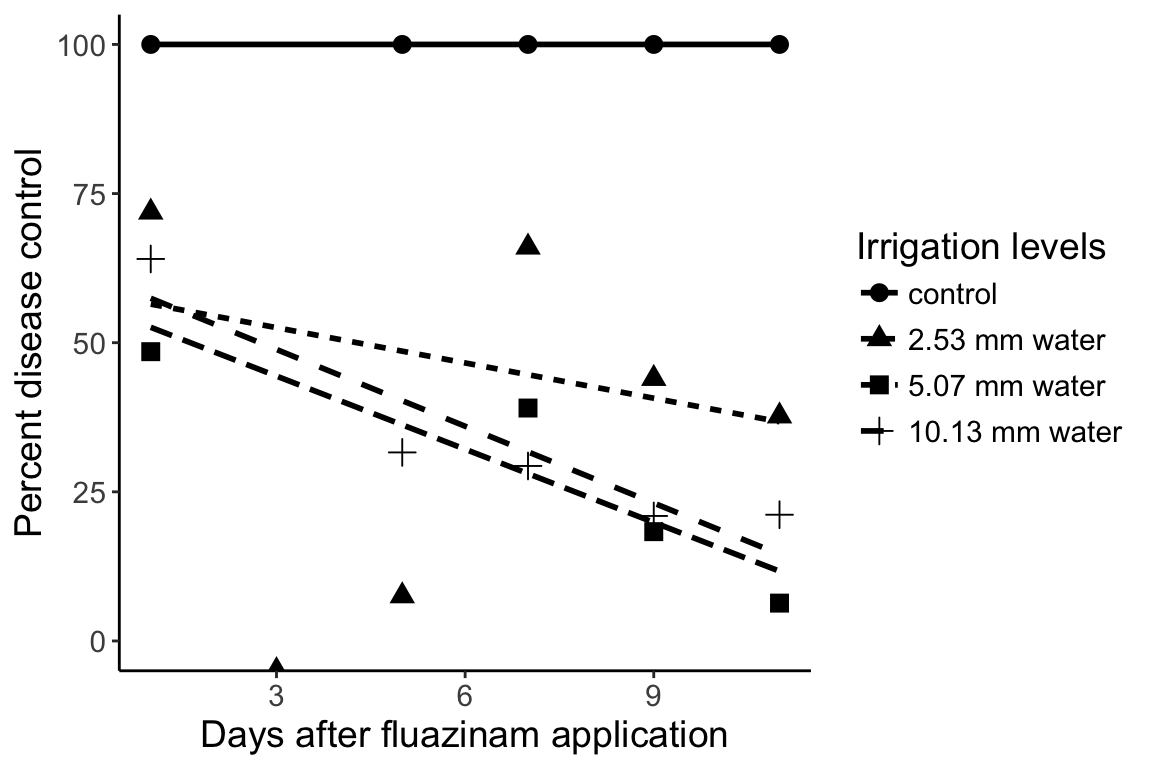 Percent disease control
100
75
50
25
0
3 6 9
Days after fluazinam application
Irrigation levels
control
2.53 mm water
5.07 mm water
10.13 mm water